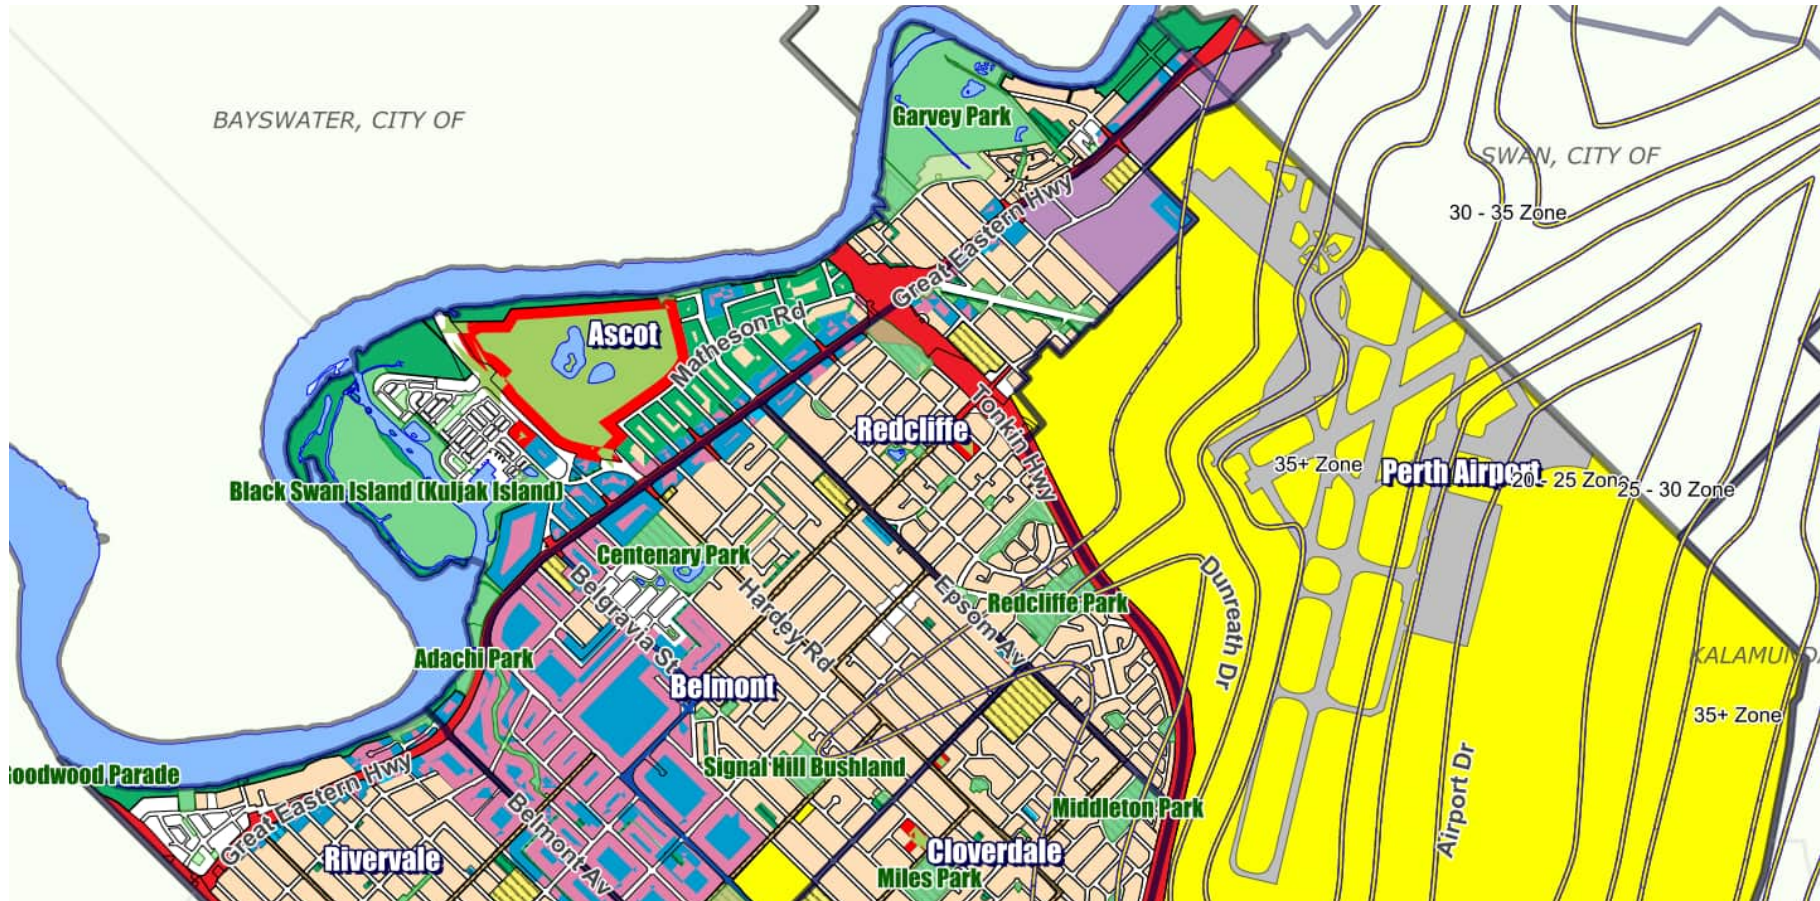 BAYSWATER, CITY OF
Garvey Park
SWAN, CITY OF
30 - 35 Zone
Great Eastern Hwy
Ascot
Matheson Rd
Redcliffe
Tonkin Hwy
35+ Zone
Perth Airport
20 - 25 Zone
25 - 30 Zone
Black Swan Island (Kuljak Island)
Centenary Park
Belgravia St
Hardey Rd
Epsom Av
Redcliffe Park
Dunreath Dr
Adachi Park
Belmont
KALAMUND
35+ Zone
Signal Hill Bushland
Goodwood Parade
Great Eastern Hwy
Belmont Av
Middleton Park
Airport Dr
Rivervale
Cloverdale
Miles Park